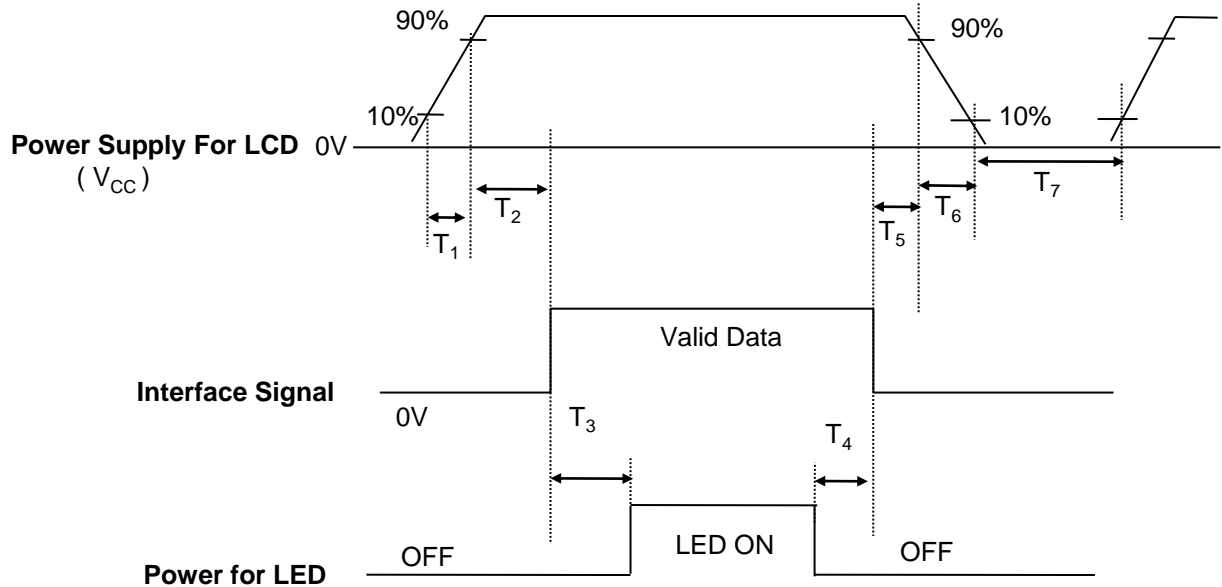 90%
90%
10%
10%
Power Supply For LCD
0V
( VCC )
T1
T2
T5
T6
T7
Valid Data
Interface Signal
0V
T3
T4
OFF
LED ON
OFF
Power for LED